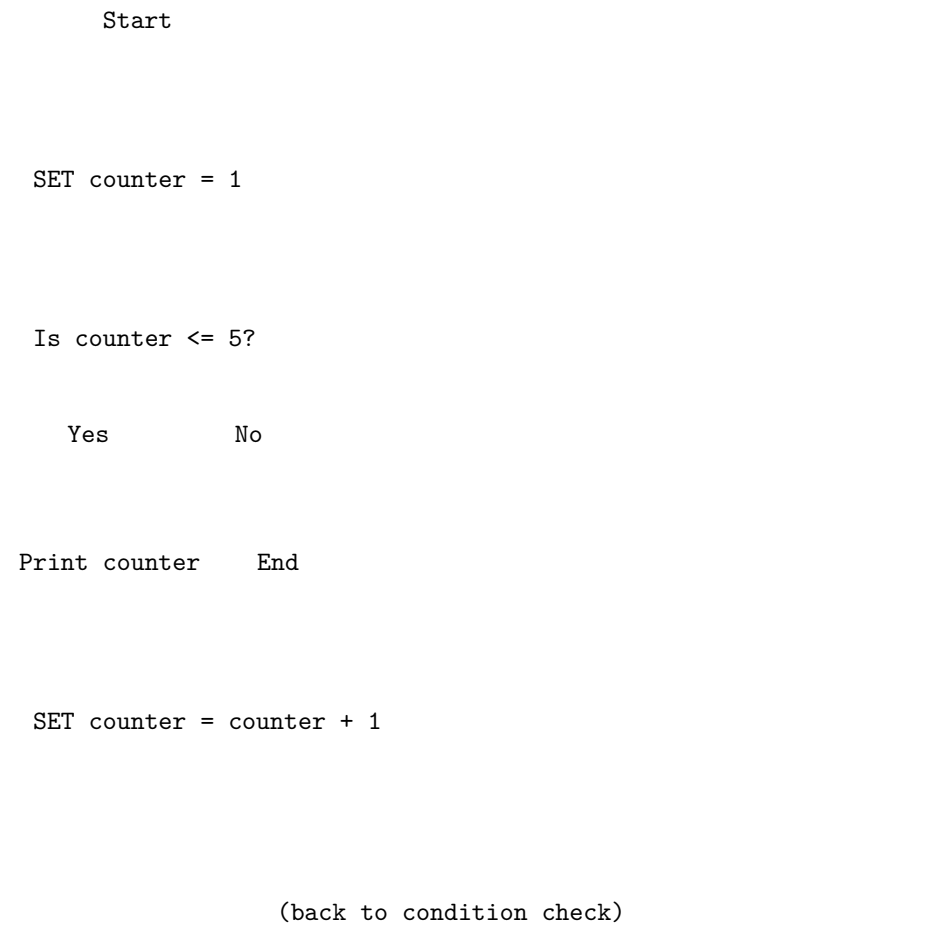 Start
SET counter = 1
Is counter <= 5?
Yes No
Print counter End
SET counter = counter + 1
(back to condition check)